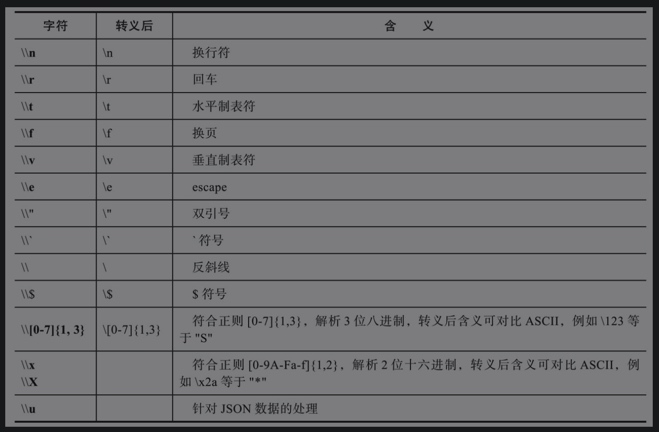 字符 转义后 含 义
\\n \n 换行符
\\r \r 回车
\\t \t 水平制表符
\\f \f 换页
\\v \v 垂直制表符
\\e \e escape
\\" \" 双引号
\\` \` `符号
\\ \ 反斜线
\\$ \$ $ 符号
\\[0-7]{1, 3} \[0-7]{1,3} 符合正则 [0-7]{1,3}，解析 3 位八进制，转义后含义可对比 ASCII，例如 \123 等
于 "S"
\\x
\\X 符合正则 [0-9A-Fa-f]{1,2}，解析 2 位十六进制，转义后含义可对比 ASCII，例
如 \x2a 等于 "*"
\\u 针对 JSON 数据的处理